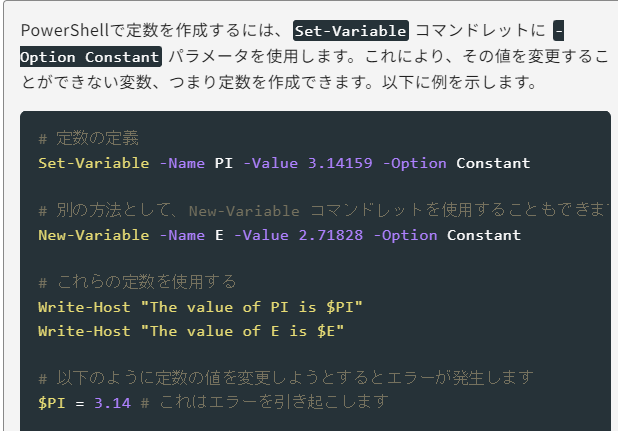 PowerShellで定数を作成するには、 Set-Variable コマンドレットに -
Option Constant パラメータを使用します。これにより、その値を変更するこ
とができない変数、つまり定数を作成できます。以下に例を示します。
# 定数の定義
Set-Variable -Name PI -Value 3.14159 -Option Constant
# 別の方法として、New-Variable コマンドレットを使用することもできま
New-Variable -Name E -Value 2.71828 -Option Constant
# これらの定数を使用する
Write-Host "The value of PI is $PI"
Write-Host "The value of E is $E"
# 以下のように定数の値を変更しようとするとエラーが発生します
$PI = 3.14 # これはエラーを引き起こします